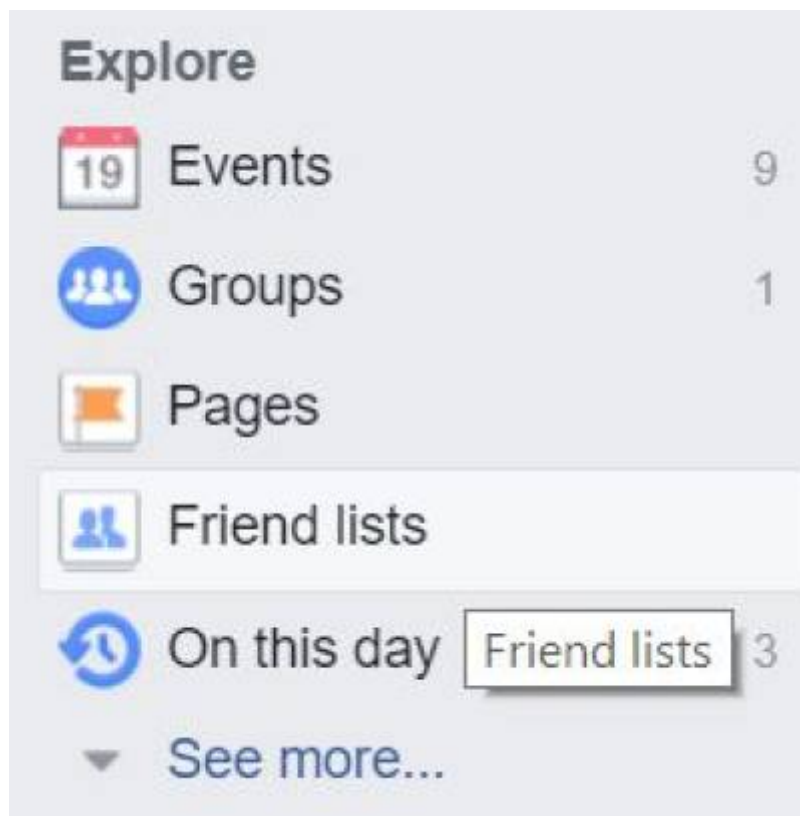 Explore
19 Events 9
Groups 1
Pages
Friend lists
On this day Friend lists 3
See more...